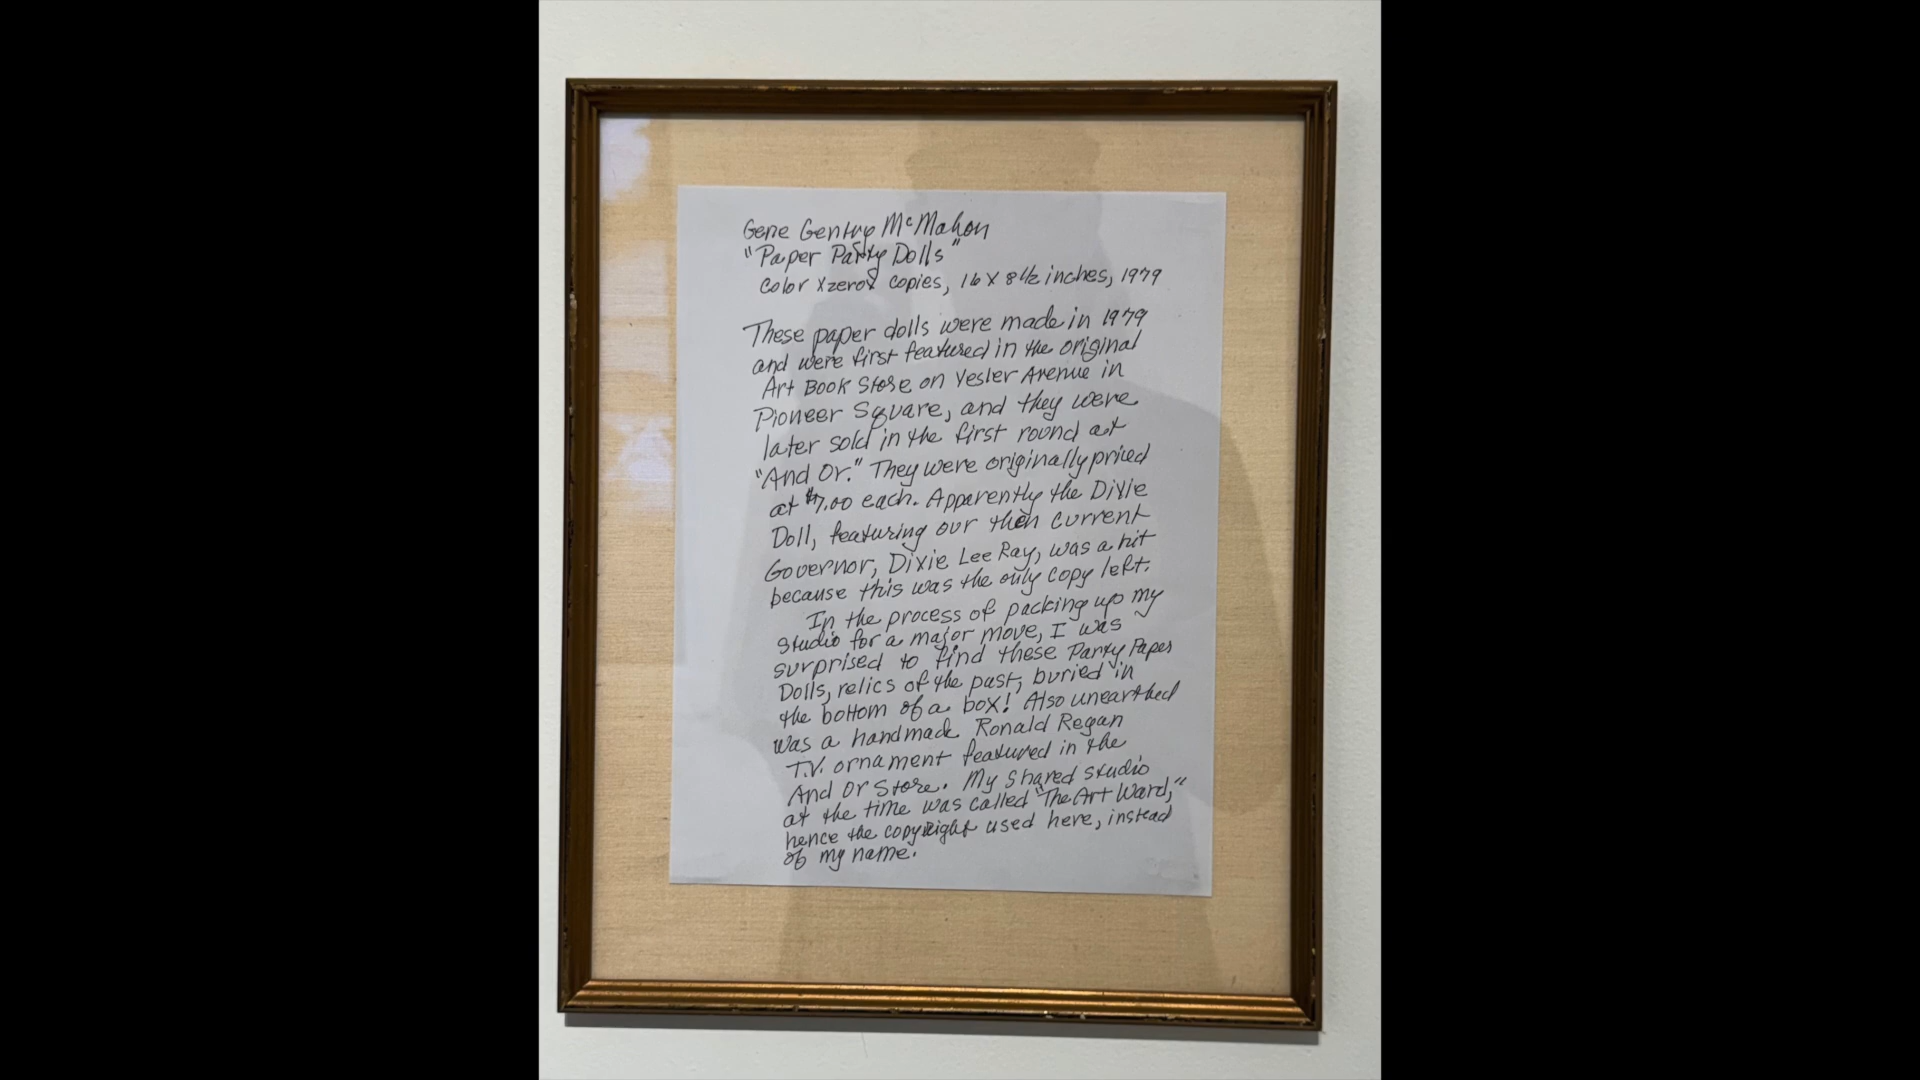 Gene Gentry McMahon
"Paper Party Dolls"
Color Xzerox copies, 16 X 8 1/2 inches, 1979
These paper dolls were made in 1979
and were first featured in the original
Art Book Store on Yesler Avenue in
Pioneer Square, and they were
later sold in the first round at
"And Or." They were originally priced
at $7.00 each. Apparently the Dixie
Doll, featuring our then current
Governor, Dixie Lee Ray, was a hit
because this was the only copy left.
In the process of packing up my
studio for a major move, I was
surprised to find these Party Paper
Dolls, relics of the past, buried in
the bottom of a box! Also unearthed
was a handmade Ronald Regan
T.V. ornament featured in the
And Or Store. My shared studio
at the time was called "The Art Ward,"
hence the copyright used here, instead
of my name.